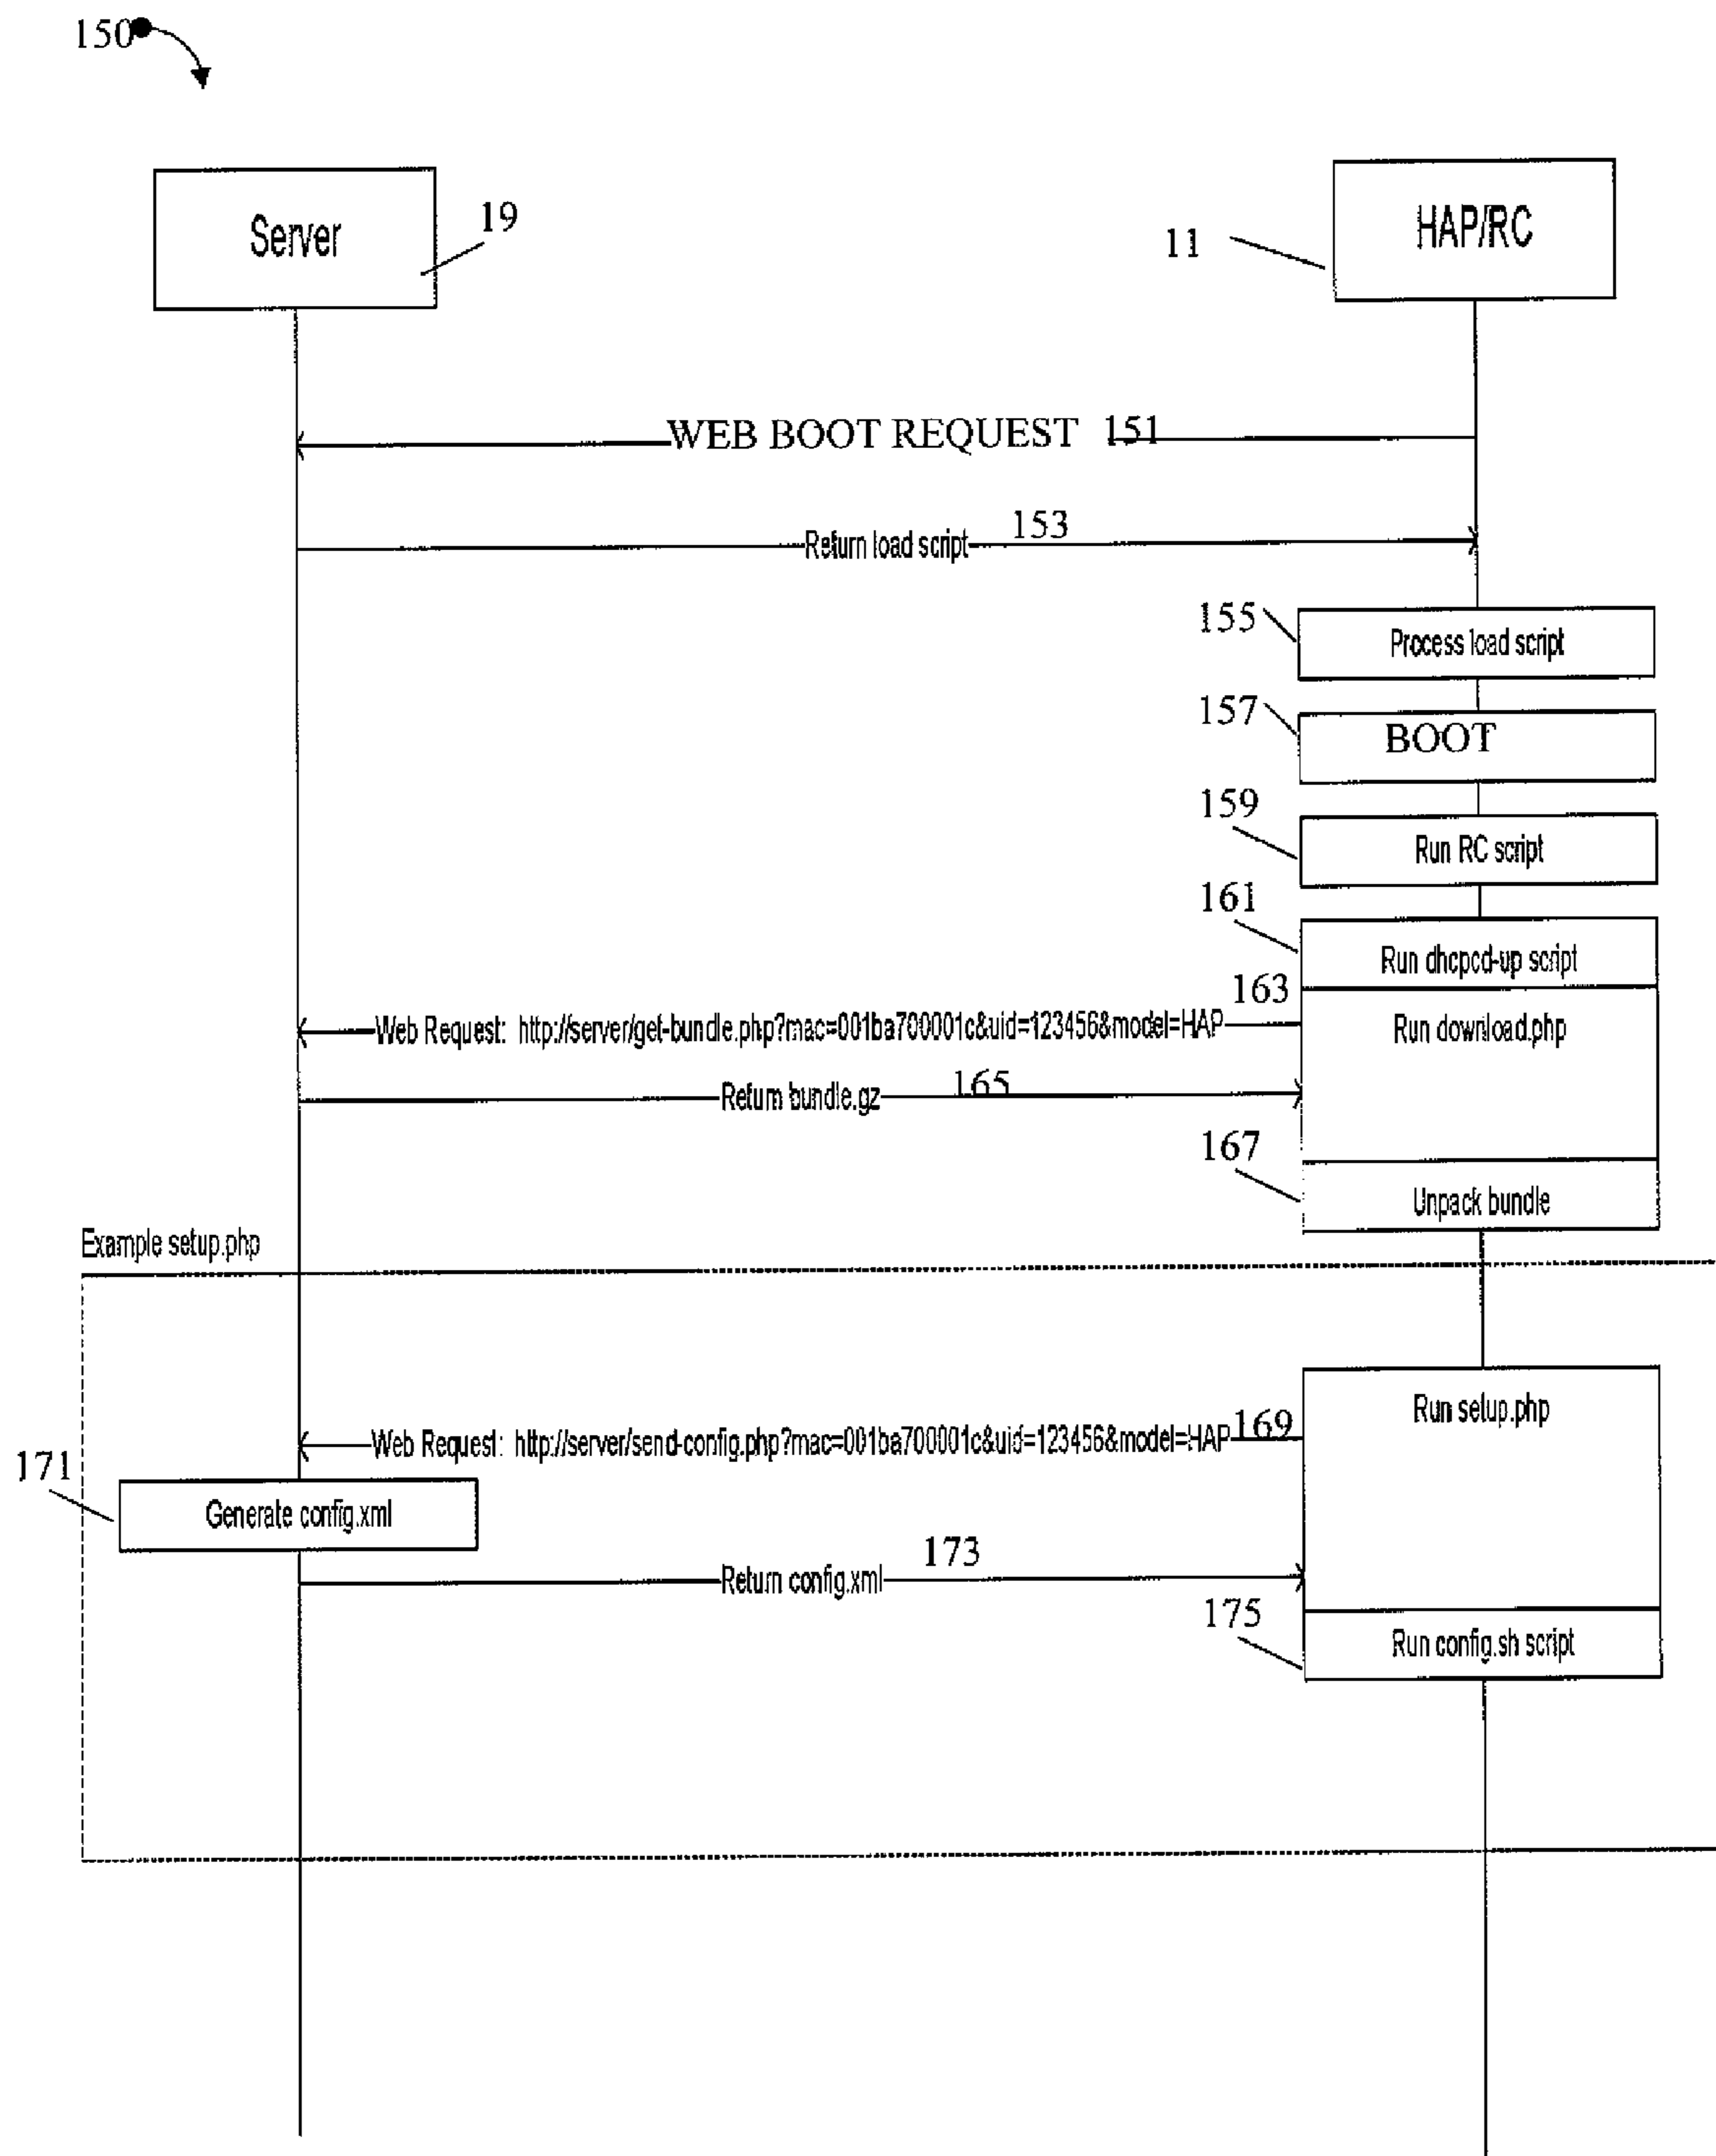 150
Server
19
11
HAP/RC
WEB BOOT REQUEST 151
Return load script 153
155
Process load script
157
BOOT
159
Run RC script
161
Run dhcpcd-up script
163
Web Request: http://server/get-bundle.php?mac=001ba700001c&uid=123456&model=HAP
Run download.php
Return bundle.gz 165
167
Unpack bundle
Example setup.php
Run setup.php
Web Request: http://server/send-config.php?mac=001ba700001c&uid=123456&model=HAP 169
171
Generate config.xml
Return config.xml 173
175
Run config.sh script